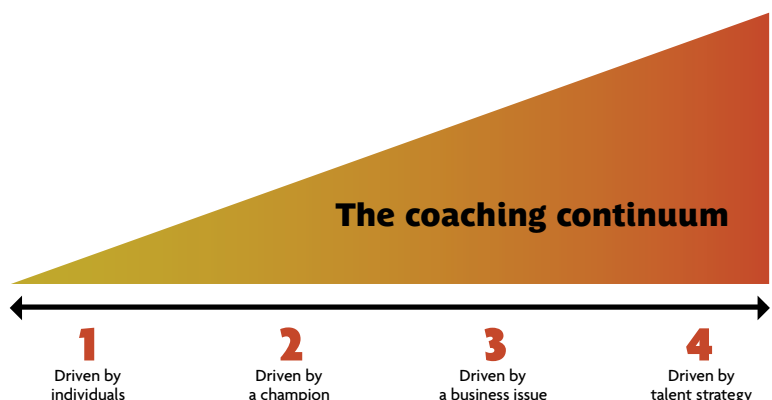 The coaching continuum
1
2
3
4
Driven by
individuals
Driven by
a champion
Driven by
a business issue
Driven by
talent strategy